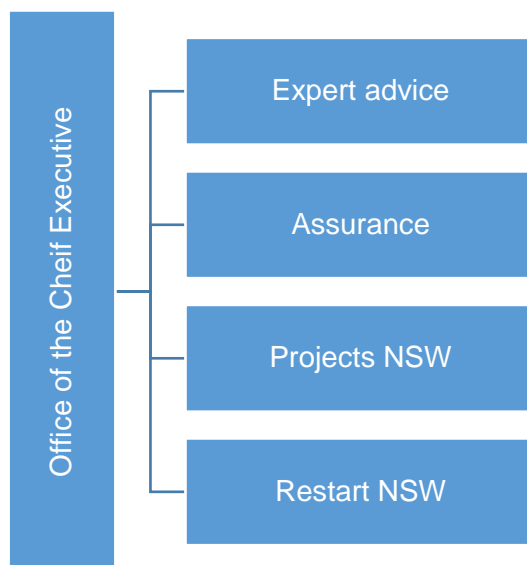 Office of the Cheif Executive
Expert advice
Assurance
Projects NSW
Restart NSW